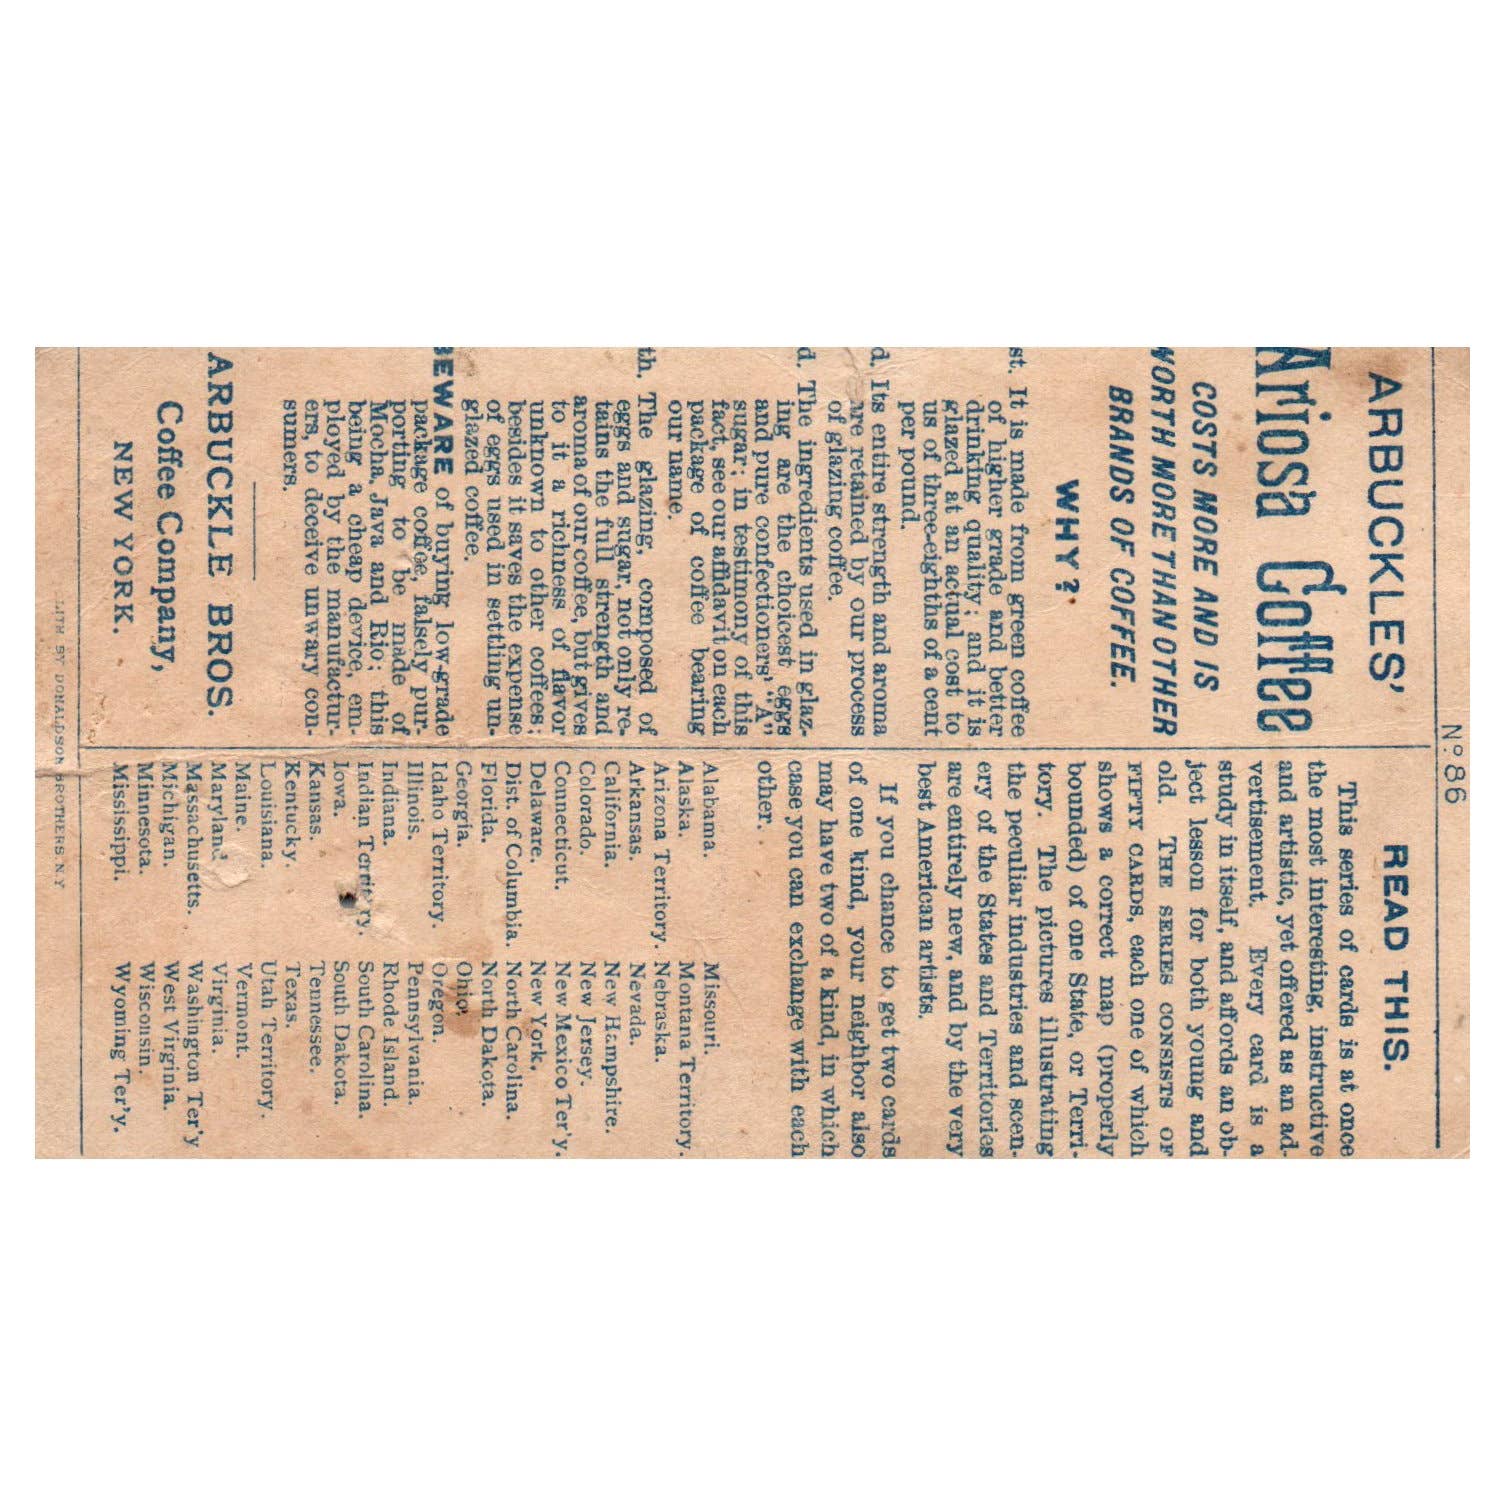 No. 86
ARBUCKLES'
Ariosa Coffee
COSTS MORE AND IS
WORTH MORE THAN OTHER
BRANDS OF COFFEE.
WHY?
st. It is made from green coffee
of higher grade and better
drinking quality; and it is
glazed at an actual cost to
us of three-eighths of a cent
per pound.
d. Its entire strength and aroma
are retained by our process
of glazing coffee.
d. The ingredients used in glaz-
ing are the choicest eggs
and pure confectioners' "A"
sugar; in testimony of this
fact, see our affidavit on each
package of coffee bearing
our name.
th. The glazing, composed of
eggs and sugar, not only re-
tains the full strength and
aroma of our coffee, but gives
to it a richness of flavor
unknown to other coffees;
besides it saves the expense
of eggs used in settling un-
glazed coffee.
BEWARE of buying low-grade
package coffee, falsely pur-
porting to be made of
Mocha, Java and Rio; this
being a cheap device, em-
ployed by the manufactur-
ers, to deceive unwary con-
sumers.
ARBUCKLE BROS.
Coffee Company,
NEW YORK.
READ THIS.
This series of cards is at once
the most interesting, instructive
and artistic, yet offered as an ad-
vertisement. Every card is a
study in itself, and affords an ob-
ject lesson for both young and
old. THE SERIES CONSISTS OF
FIFTY CARDS, each one of which
shows a correct map (properly
bounded) of one State, or Terri-
tory. The pictures illustrating
the peculiar industries and scen-
ery of the States and Territories
are entirely new, and by the very
best American artists.
If you chance to get two cards
of one kind, your neighbor also
may have two of a kind, in which
case you can exchange with each
other.
Alabama.
Alaska.
Arizona Territory.
Arkansas.
California.
Colorado.
Connecticut.
Delaware.
Dist. of Columbia.
Florida.
Georgia.
Idaho Territory.
Illinois.
Indiana.
Indian Territory.
Iowa.
Kansas.
Kentucky.
Louisiana.
Maine.
Maryland
Massachusetts.
Michigan.
Minnesota.
Mississippi.
Missouri.
Montana Territory.
Nebraska.
Nevada.
New Hampshire.
New Jersey.
New Mexico Ter'y.
New York.
North Carolina.
North Dakota.
Ohio.
Oregon.
Pennsylvania.
Rhode Island.
South Carolina.
South Dakota.
Tennessee.
Texas.
Utah Territory.
Vermont.
Virginia.
Washington Ter'y
West Virginia.
Wisconsin.
Wyoming Ter'y.
LITH BY DONALDSON BROTHERS. N.Y